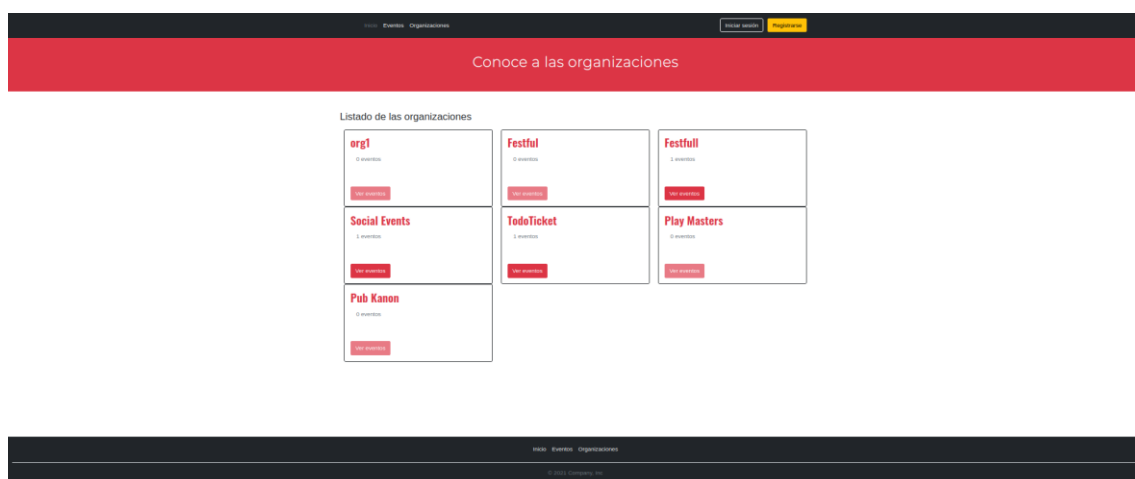 Inicio Eventos Organizaciones Iniciar sesión Registrarse
Conoce a las organizaciones
Listado de las organizaciones
org1
0 eventos
Ver eventos
Festful
0 eventos
Ver eventos
Festfull
1 eventos
Ver eventos
Social Events
1 eventos
Ver eventos
TodoTicket
1 eventos
Ver eventos
Play Masters
0 eventos
Ver eventos
Pub Kanon
0 eventos
Ver eventos
Inicio Eventos Organizaciones
© 2021 Company, Inc